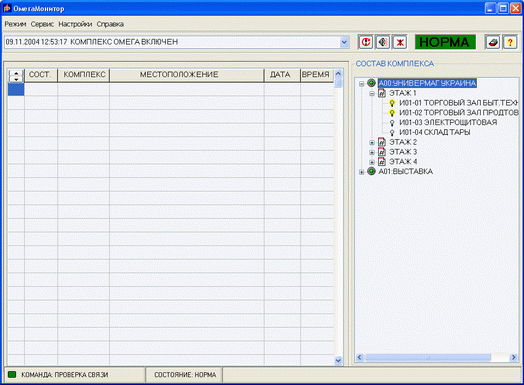 ОмегаМонитор
Режим Сервис Настройки Справка
09.11.2004 12:53:17 КОМПЛЕКС ОМЕГА ВКЛЮЧЕН
НОРМА
?
СОСТ. КОМПЛЕКС МЕСТОПОЛОЖЕНИЕ ДАТА ВРЕМЯ
СОСТАВ КОМПЛЕКСА
А00:УНИВЕРМАГ УКРАИНА
ЭТАЖ 1
И01-01 ТОРГОВЫЙ ЗАЛ БЫТ.ТЕХН
И01-02 ТОРГОВЫЙ ЗАЛ ПРОДТОВ
И01-03 ЭЛЕКТРОЩИТОВАЯ
И01-04 СКЛАД ТАРЫ
ЭТАЖ 2
ЭТАЖ 3
ЭТАЖ 4
А01:ВЫСТАВКА
КОМАНДА: ПРОВЕРКА СВЯЗИ СОСТОЯНИЕ: НОРМА